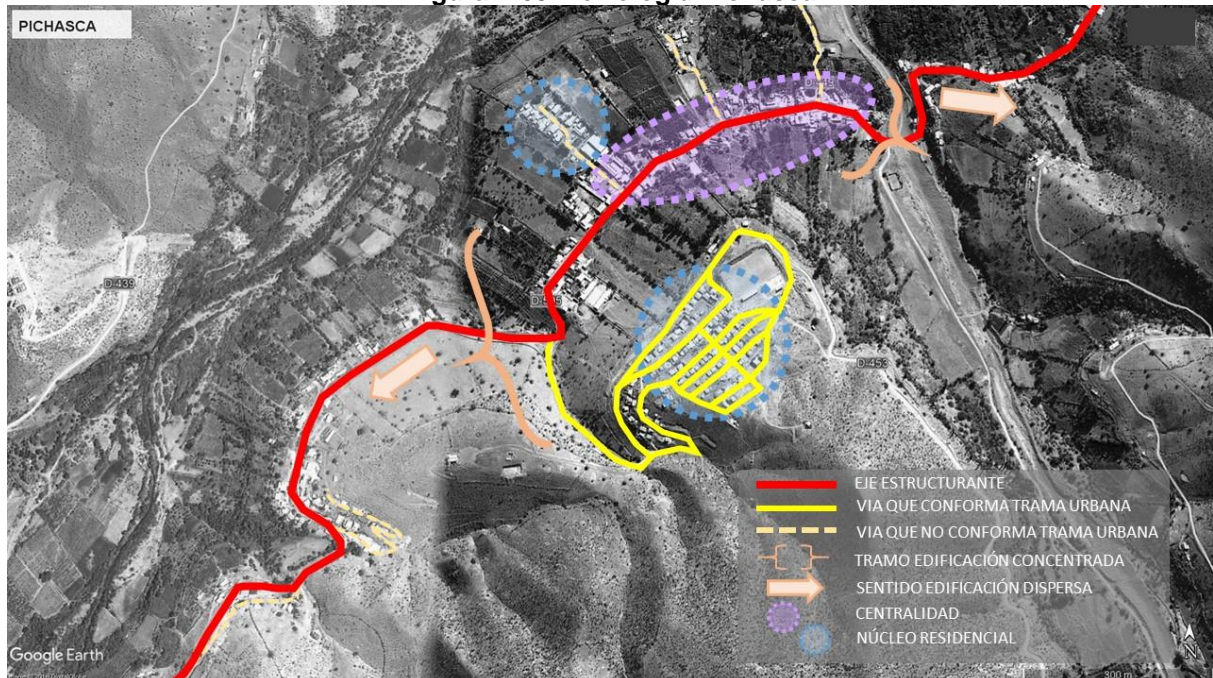 PICHASCA
D-439
D-453
EJE ESTRUCTURANTE
VIA QUE CONFORMA TRAMA URBANA
VIA QUE NO CONFORMA TRAMA URBANA
TRAMO EDIFICACIÓN CONCENTRADA
SENTIDO EDIFICACIÓN DISPERSA
CENTRALIDAD
NÚCLEO RESIDENCIAL
N
Google Earth
300 m